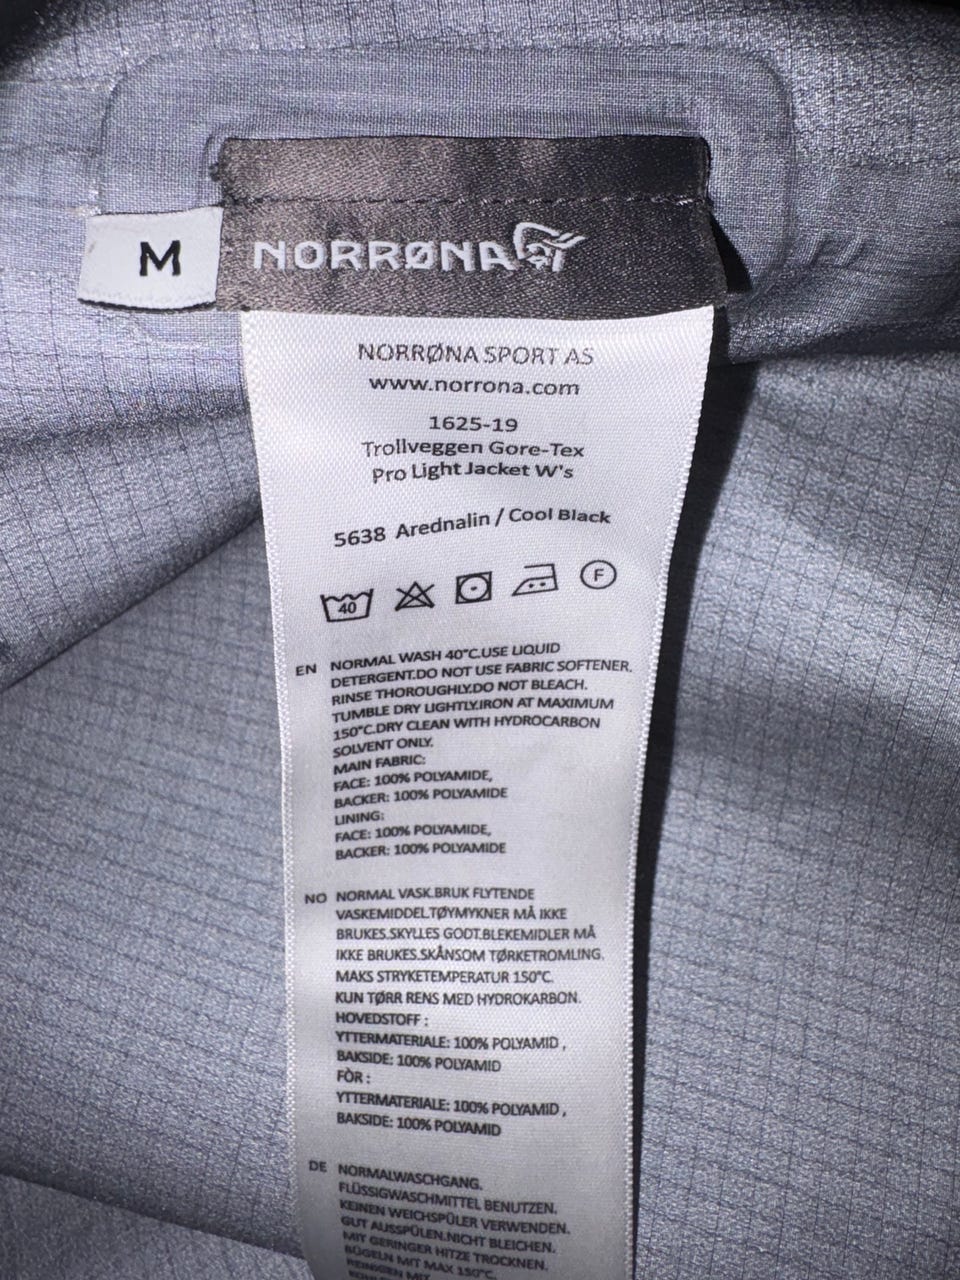 M
NORRØNA
NORRØNA SPORT AS
www.norrona.com
1625-19
Trollveggen Gore-Tex
Pro Light Jacket W's
5638 Arednalin / Cool Black
40
F
EN NORMAL WASH 40°C.USE LIQUID
DETERGENT.DO NOT USE FABRIC SOFTENER.
RINSE THOROUGHLY.DO NOT BLEACH.
TUMBLE DRY LIGHTLY.IRON AT MAXIMUM
150°C.DRY CLEAN WITH HYDROCARBON
SOLVENT ONLY.
MAIN FABRIC:
FACE: 100% POLYAMIDE,
BACKER: 100% POLYAMIDE
LINING:
FACE: 100% POLYAMIDE,
BACKER: 100% POLYAMIDE
NO NORMAL VASK.BRUK FLYTENDE
VASKEMIDDEL.TØYMYKNER MÅ IKKE
BRUKES.SKYLLES GODT.BLEKEMIDLER MÅ
IKKE BRUKES.SKÅNSOM TØRKETROMLING.
MAKS STRYKETEMPERATUR 150°C.
KUN TØRR RENS MED HYDROKARBON.
HOVEDSTOFF :
YTTERMATERIALE: 100% POLYAMID ,
BAKSIDE: 100% POLYAMID
FÒR :
YTTERMATERIALE: 100% POLYAMID ,
BAKSIDE: 100% POLYAMID
DE NORMALWASCHGANG.
FLÜSSIGWASCHMITTEL BENUTZEN.
KEINEN WEICHSPÜLER VERWENDEN.
GUT AUSSPÜLEN.NICHT BLEICHEN.
MIT GERINGER HITZE TROCKNEN.
BÜGELN MIT MAX 150°C.
REINIGEN MIT